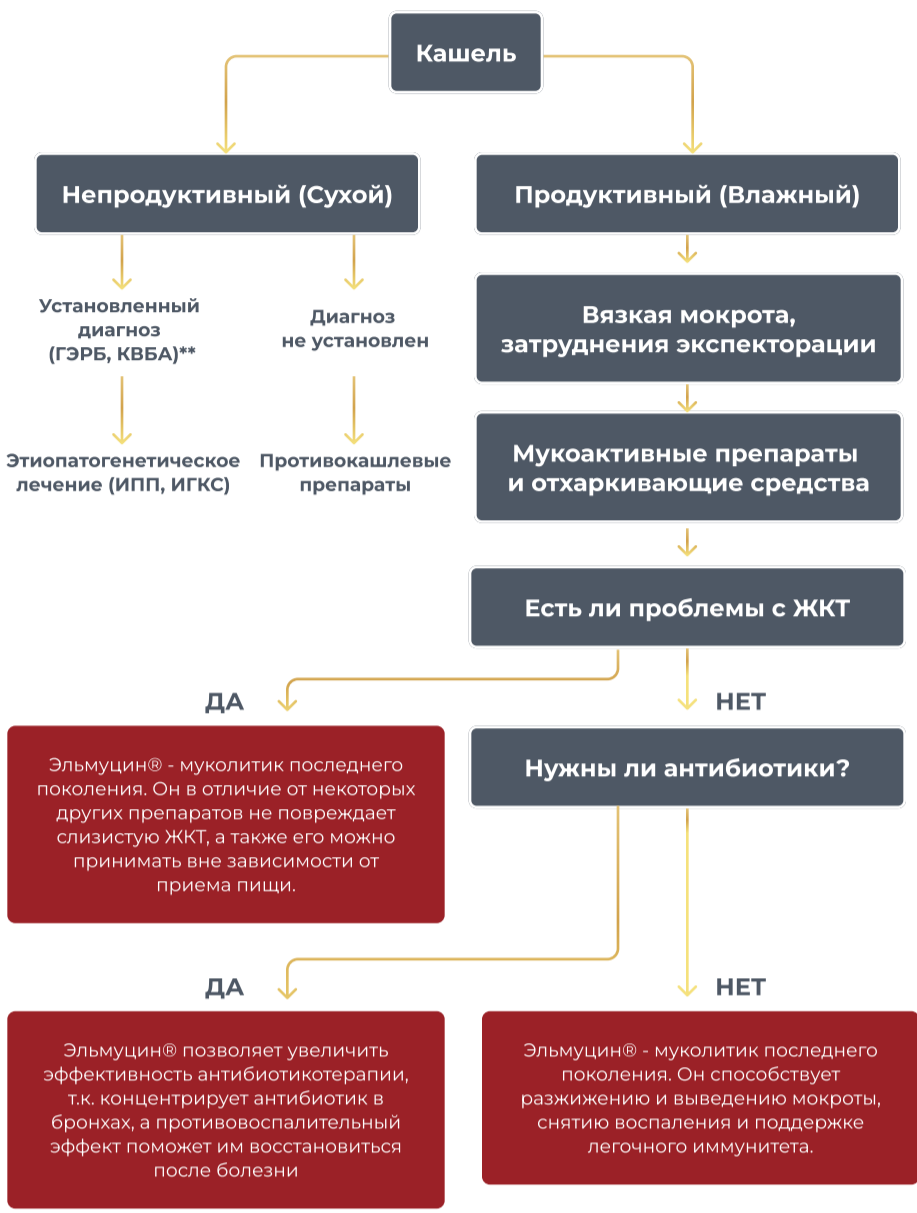 Кашель
Непродуктивный (Сухой)
Продуктивный (Влажный)
Установленный
диагноз
(ГЭРБ, КВБА)**
Диагноз
не установлен
Этиопатогенетическое
лечение (ИПП, ИГКС)
Противокашлевые
препараты
Вязкая мокрота,
затруднения экспекторации
Мукоактивные препараты
и отхаркивающие средства
Есть ли проблемы с ЖКТ
ДА
НЕТ
Эльмуцин® - муколитик последнего
поколения. Он в отличие от некоторых
других препаратов не повреждает
слизистую ЖКТ, а также его можно
принимать вне зависимости от
приема пищи.
Нужны ли антибиотики?
ДА
НЕТ
Эльмуцин® позволяет увеличить
эффективность антибиотикотерапии,
т.к. концентрирует антибиотик в
бронхах, а противовоспалительный
эффект поможет им восстановиться
после болезни
Эльмуцин® - муколитик последнего
поколения. Он способствует
разжижению и выведению мокроты,
снятию воспаления и поддержке
легочного иммунитета.